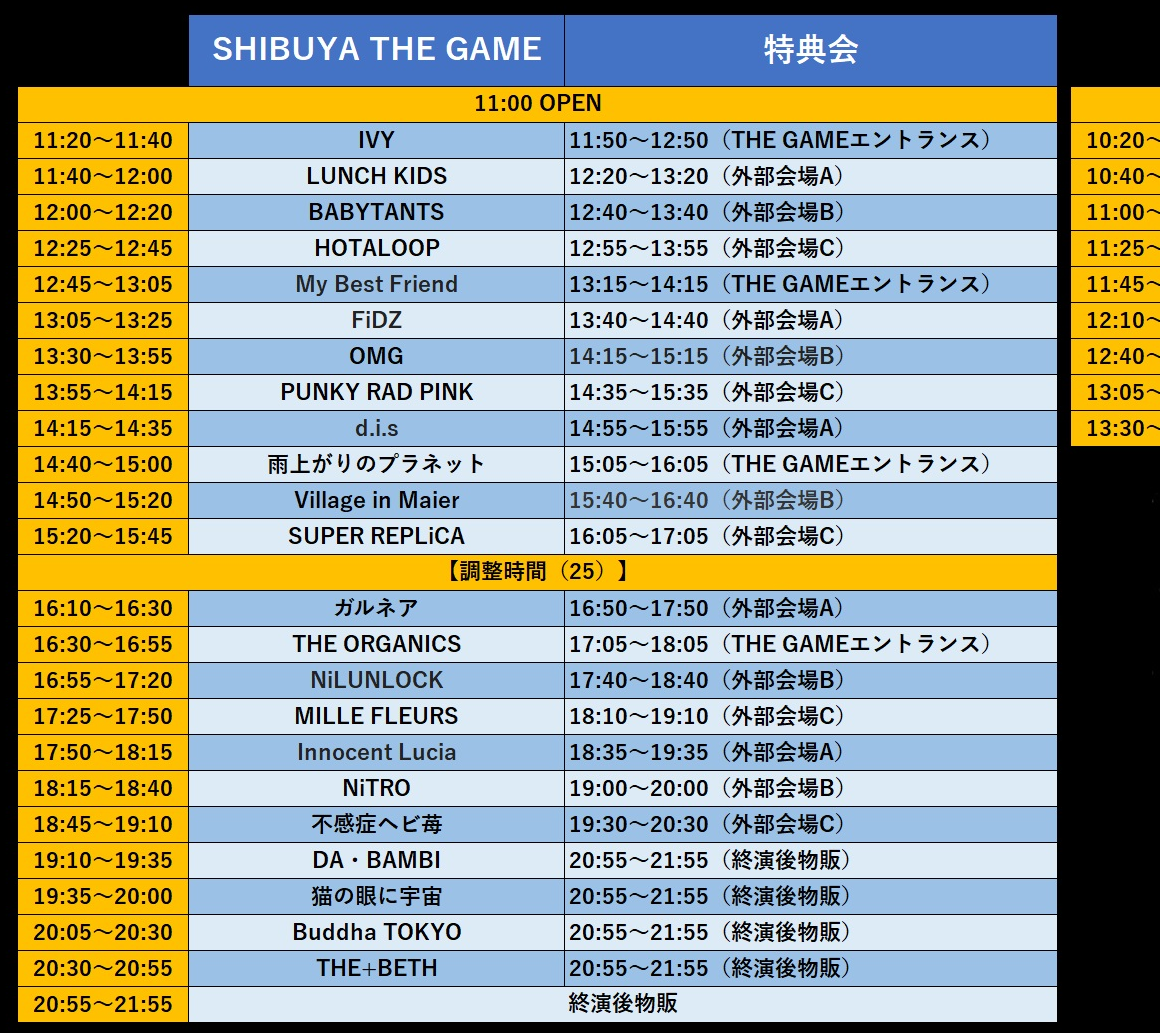 SHIBUYA THE GAME 特典会
11:00 OPEN
11:20～11:40 IVY 11:50～12:50（THE GAMEエントランス）
11:40～12:00 LUNCH KIDS 12:20～13:20（外部会場A）
12:00～12:20 BABYTANTS 12:40～13:40（外部会場B）
12:25～12:45 HOTALOOP 12:55～13:55（外部会場C）
12:45～13:05 My Best Friend 13:15～14:15（THE GAMEエントランス）
13:05～13:25 FiDZ 13:40～14:40（外部会場A）
13:30～13:55 OMG 14:15～15:15（外部会場B）
13:55～14:15 PUNKY RAD PINK 14:35～15:35（外部会場C）
14:15～14:35 d.i.s 14:55～15:55（外部会場A）
14:40～15:00 雨上がりのプラネット 15:05～16:05（THE GAMEエントランス）
14:50～15:20 Village in Maier 15:40～16:40（外部会場B）
15:20～15:45 SUPER REPLiCA 16:05～17:05（外部会場C）
【調整時間（25）】
16:10～16:30 ガルネア 16:50～17:50（外部会場A）
16:30～16:55 THE ORGANICS 17:05～18:05（THE GAMEエントランス）
16:55～17:20 NiLUNLOCK 17:40～18:40（外部会場B）
17:25～17:50 MILLE FLEURS 18:10～19:10（外部会場C）
17:50～18:15 Innocent Lucia 18:35～19:35（外部会場A）
18:15～18:40 NiTRO 19:00～20:00（外部会場B）
18:45～19:10 不感症ヘビ苺 19:30～20:30（外部会場C）
19:10～19:35 DA・BAMBI 20:55～21:55（終演後物販）
19:35～20:00 猫の眼に宇宙 20:55～21:55（終演後物販）
20:05～20:30 Buddha TOKYO 20:55～21:55（終演後物販）
20:30～20:55 THE+BETH 20:55～21:55（終演後物販）
20:55～21:55 終演後物販
10:20～
10:40～
11:00～
11:25～
11:45～
12:10～
12:40～
13:05～
13:30～